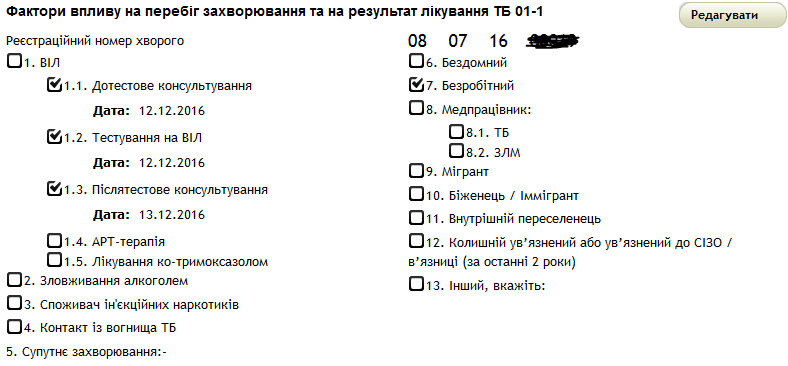 Фактори впливу на перебіг захворювання та на результат лікування ТБ 01-1
Редагувати
Реєстраційний номер хворого
08 07 16
1. ВІЛ
1.1. Дотестове консультування
Дата: 12.12.2016
1.2. Тестування на ВІЛ
Дата: 12.12.2016
1.3. Післятестове консультування
Дата: 13.12.2016
1.4. АРТ-терапія
1.5. Лікування ко-тримоксазолом
2. Зловживання алкоголем
3. Споживач ін'єкційних наркотиків
4. Контакт із вогнища ТБ
5. Супутнє захворювання:-
6. Бездомний
7. Безробітний
8. Медпрацівник:
8.1. ТБ
8.2. ЗЛМ
9. Мігрант
10. Біженець / Іммігрант
11. Внутрішній переселенець
12. Колишній ув’язнений або ув’язнений до СІЗО /
в’язниці (за останні 2 роки)
13. Інший, вкажіть: